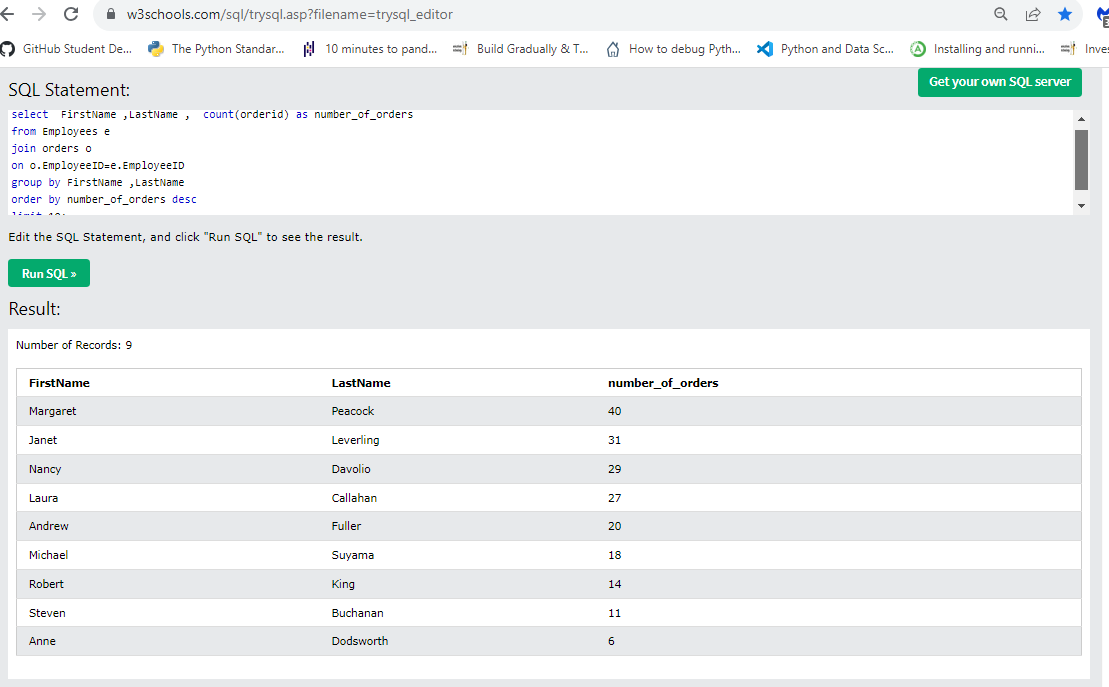 w3schools.com/sql/trysql.asp?filename=trysql_editor
GitHub Student De... The Python Standar... 10 minutes to pand... Build Gradually & T... How to debug Pyth... Python and Data Sc... Installing and runni... Inves
SQL Statement:
Get your own SQL server
select FirstName ,LastName , count(orderid) as number_of_orders
from Employees e
join orders o
on o.EmployeeID=e.EmployeeID
group by FirstName ,LastName
order by number_of_orders desc
Edit the SQL Statement, and click "Run SQL" to see the result.
Run SQL »
Result:
Number of Records: 9
FirstName LastName number_of_orders
Margaret Peacock 40
Janet Leverling 31
Nancy Davolio 29
Laura Callahan 27
Andrew Fuller 20
Michael Suyama 18
Robert King 14
Steven Buchanan 11
Anne Dodsworth 6